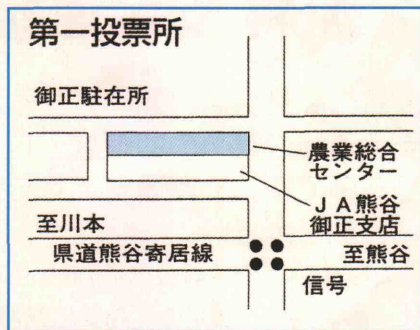 第一投票所
御正駐在所
農業総合
センター
ＪＡ熊谷
御正支店
至川本
県道熊谷寄居線
至熊谷
信号